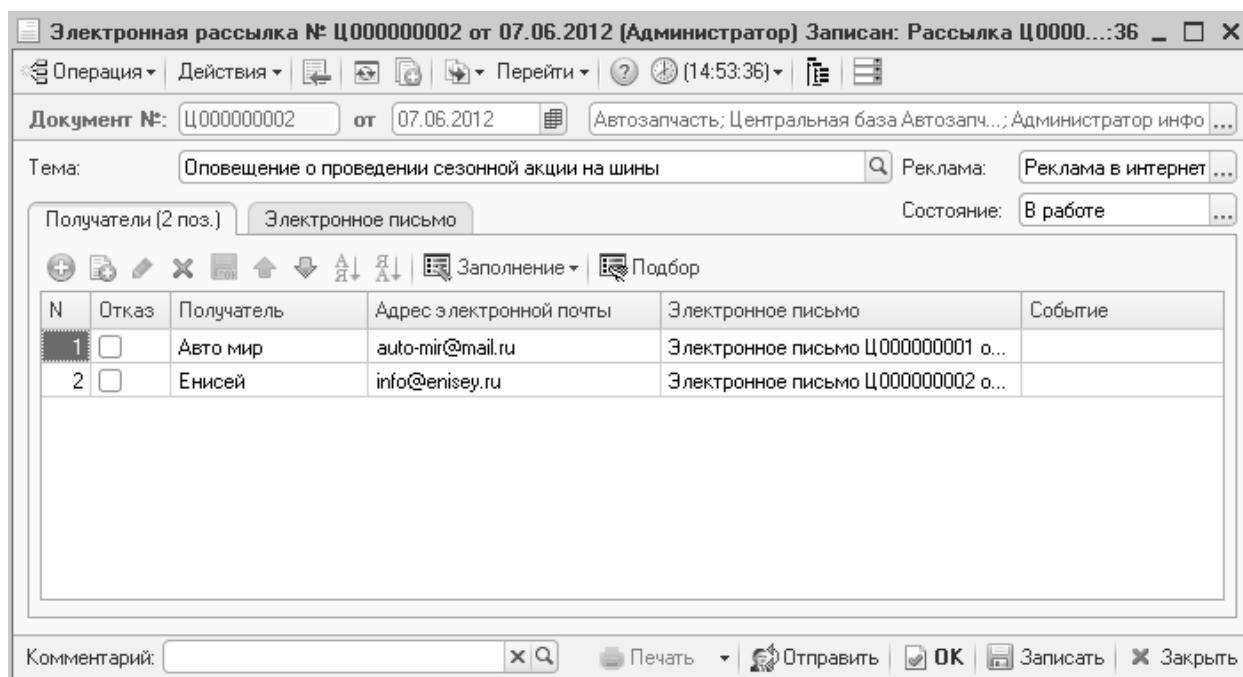 Электронная рассылка № Ц000000002 от 07.06.2012 (Администратор) Записан: Рассылка Ц0000...:36
Операция Действия Перейти (14:53:36)
Документ №: Ц000000002 от 07.06.2012 Автозапчасть; Центральная база Автозапч...; Администратор инфо ...
Тема: Оповещение о проведении сезонной акции на шины Реклама: Реклама в интернет ...
Получатели (2 поз.) Электронное письмо Состояние: В работе ...
Заполнение Подбор
N Отказ Получатель Адрес электронной почты Электронное письмо Событие
1 Авто мир auto-mir@mail.ru Электронное письмо Ц000000001 о...
2 Енисей info@enisey.ru Электронное письмо Ц000000002 о...
Комментарий: Печать Отправить OK Записать Закрыть